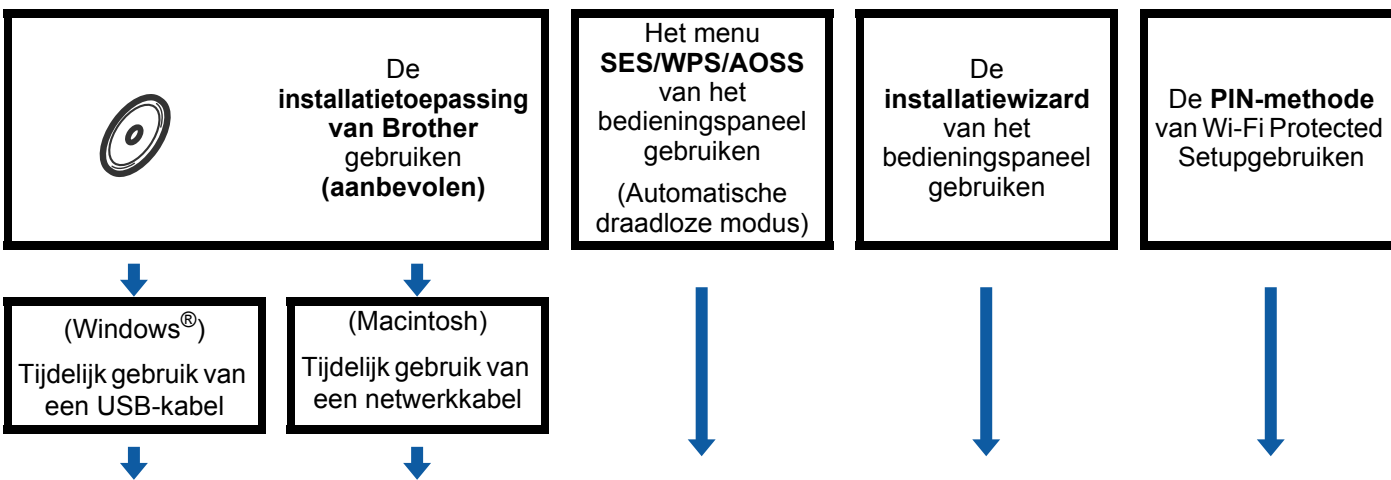 De
installatietoepassing
van Brother
gebruiken
(aanbevolen)
Het menu
SES/WPS/AOSS
van het
bedieningspaneel
gebruiken
(Automatische
draadloze modus)
De
installatiewizard
van het
bedieningspaneel
gebruiken
De PIN-methode
van Wi-Fi Protected
Setupgebruiken
(Windows®)
Tijdelijk gebruik van
een USB-kabel
(Macintosh)
Tijdelijk gebruik van
een netwerkkabel